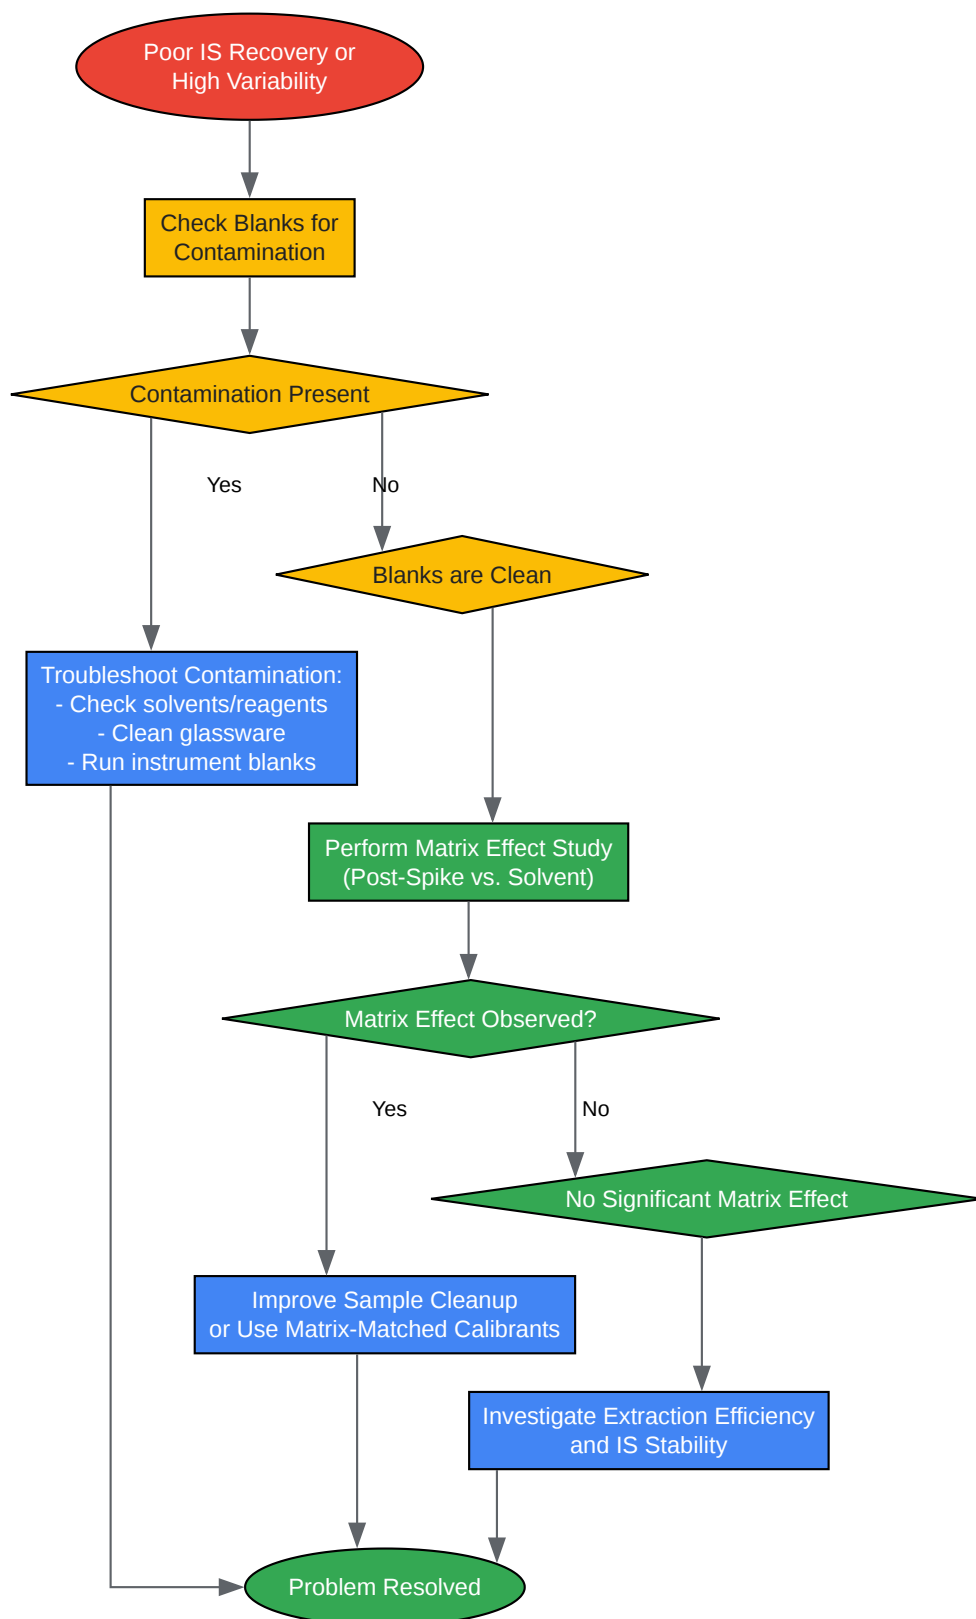 Poor IS Recovery or
High Variability
Check Blanks for
Contamination
Contamination Present
Yes
No
Blanks are Clean
Troubleshoot Contamination:
- Check solvents/reagents
- Clean glassware
- Run instrument blanks
Perform Matrix Effect Study
(Post-Spike vs. Solvent)
Matrix Effect Observed?
Yes
No
No Significant Matrix Effect
Improve Sample Cleanup
or Use Matrix-Matched Calibrants
Investigate Extraction Efficiency
and IS Stability
Problem Resolved